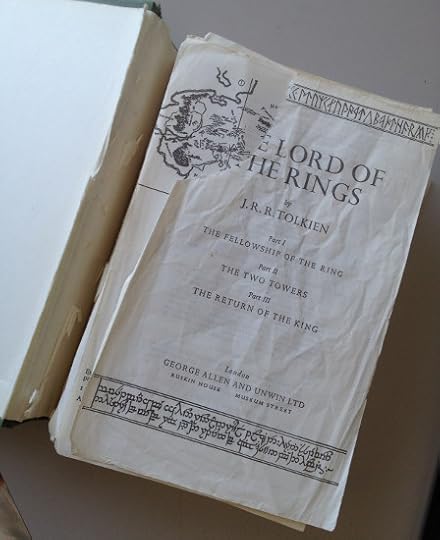 E LORD OF
HE RINGS
by
J. R. R. TOLKIEN
Part I
THE FELLOWSHIP OF THE RING
Part II
THE TWO TOWERS
Part III
THE RETURN OF THE KING
London
GEORGE ALLEN AND UNWIN LTD
RUSKIN HOUSE MUSEUM STREET